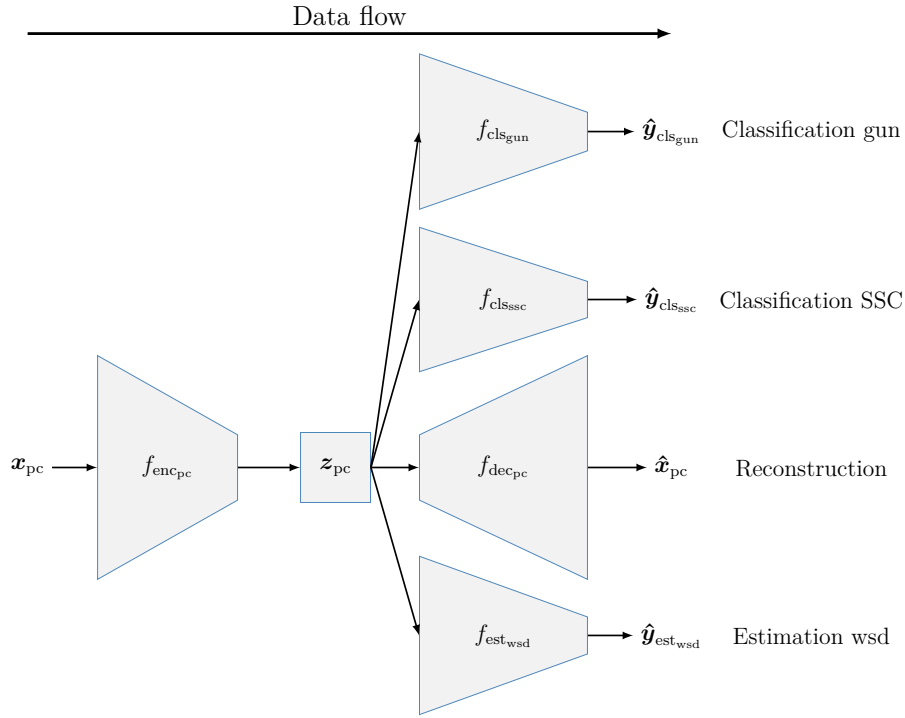 Data flow
f_cls_gun
ŷ_cls_gun Classification gun
f_cls_ssc
ŷ_cls_ssc Classification SSC
x_pc
f_enc_pc
z_pc
f_dec_pc
x̂_pc Reconstruction
f_est_wsd
ŷ_est_wsd Estimation wsd